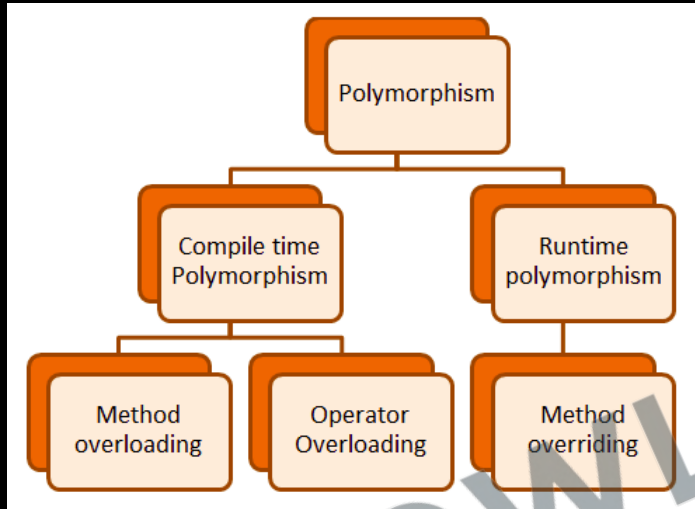 Polymorphism
Compile time
Polymorphism
Runtime
polymorphism
Method
overloading
Operator
Overloading
Method
overriding